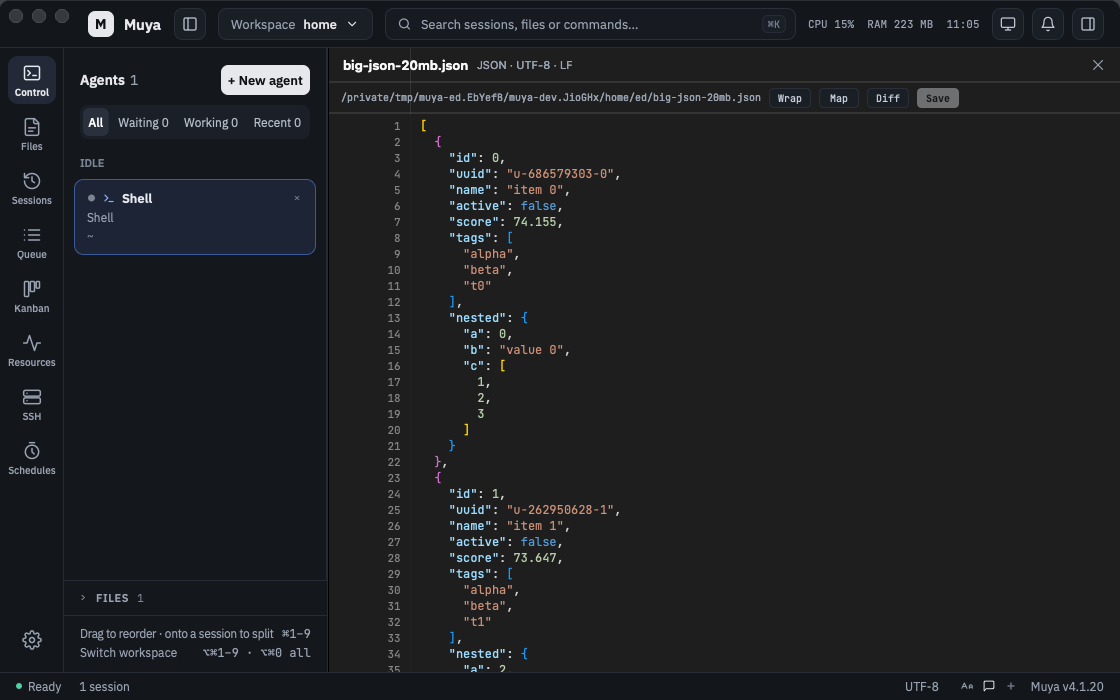 M Muya Workspace home Search sessions, files or commands... ⌘K CPU 15% RAM 223 MB 11:05
Control
Files
Sessions
Queue
Kanban
Resources
SSH
Schedules
Agents 1 + New agent
All Waiting 0 Working 0 Recent 0
IDLE
Shell ×
Shell
~
> FILES 1
Drag to reorder · onto a session to split ⌘1–9
Switch workspace ⌥⌘1–9 · ⌥⌘0 all
big-json-20mb.json JSON · UTF-8 · LF
/private/tmp/muya-ed.EbYefB/muya-dev.JioGHx/home/ed/big-json-20mb.json Wrap Map Diff Save
1 [
2 {
3 "id": 0,
4 "uuid": "u-686579303-0",
5 "name": "item 0",
6 "active": false,
7 "score": 74.155,
8 "tags": [
9 "alpha",
10 "beta",
11 "t0"
12 ],
13 "nested": {
14 "a": 0,
15 "b": "value 0",
16 "c": [
17 1,
18 2,
19 3
20 ]
21 }
22 },
23 {
24 "id": 1,
25 "uuid": "u-262950628-1",
26 "name": "item 1",
27 "active": false,
28 "score": 73.647,
29 "tags": [
30 "alpha",
31 "beta",
32 "t1"
33 ],
34 "nested": {
35 "a": 2,
Ready 1 session UTF-8 Aa + Muya v4.1.20